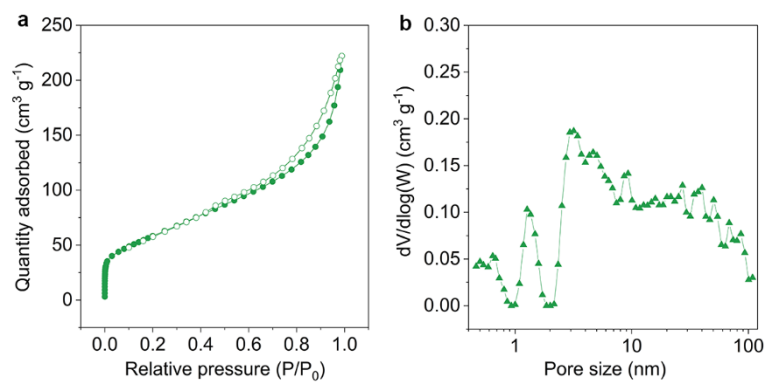 a
250
200
150
100
50
0
Quantity adsorbed (cm³ g⁻¹)
0.0 0.2 0.4 0.6 0.8 1.0
Relative pressure (P/P₀)
b
0.30
0.25
0.20
0.15
0.10
0.05
0.00
dV/dlog(W) (cm³ g⁻¹)
1 10 100
Pore size (nm)